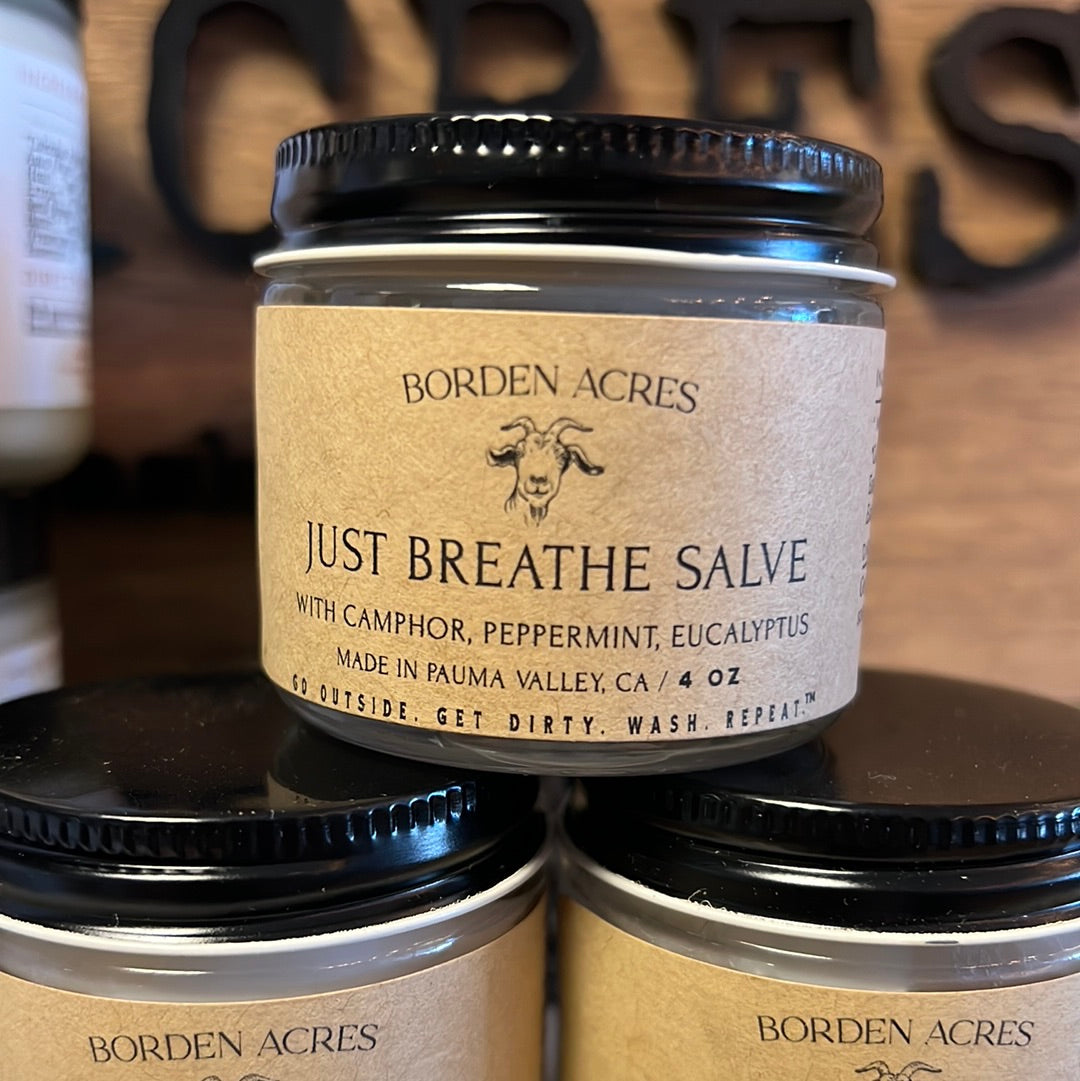 CRES
BORDEN ACRES
JUST BREATHE SALVE
WITH CAMPHOR, PEPPERMINT, EUCALYPTUS
MADE IN PAUMA VALLEY, CA / 4 OZ
GO OUTSIDE. GET DIRTY. WASH. REPEAT.™
BORDEN ACRES
BORDEN ACRES